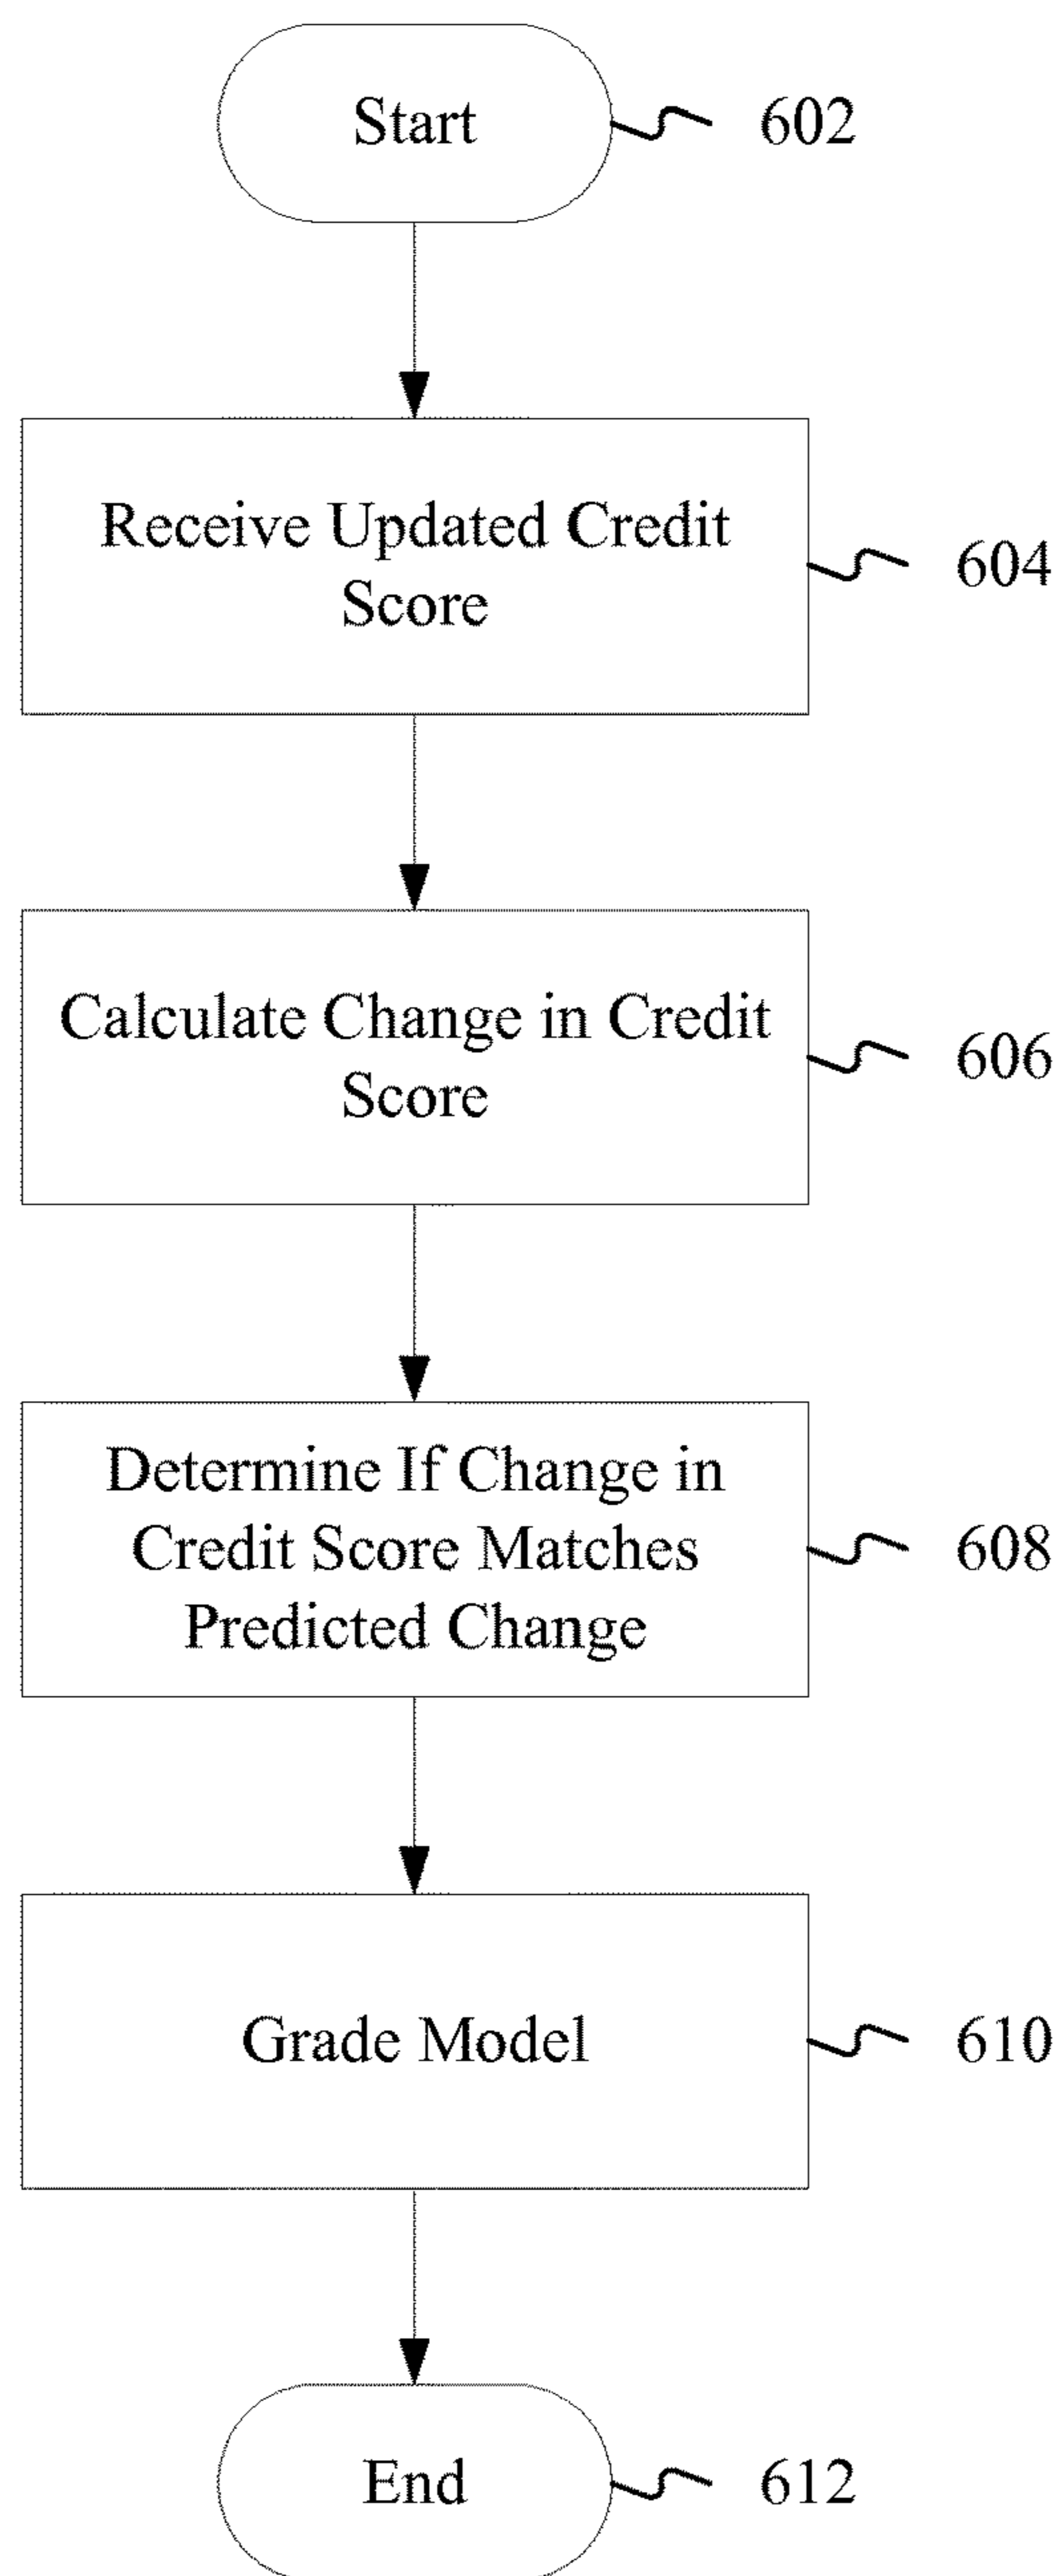 Start
602
Receive Updated Credit
Score
604
Calculate Change in Credit
Score
606
Determine If Change in
Credit Score Matches
Predicted Change
608
Grade Model
610
End
612